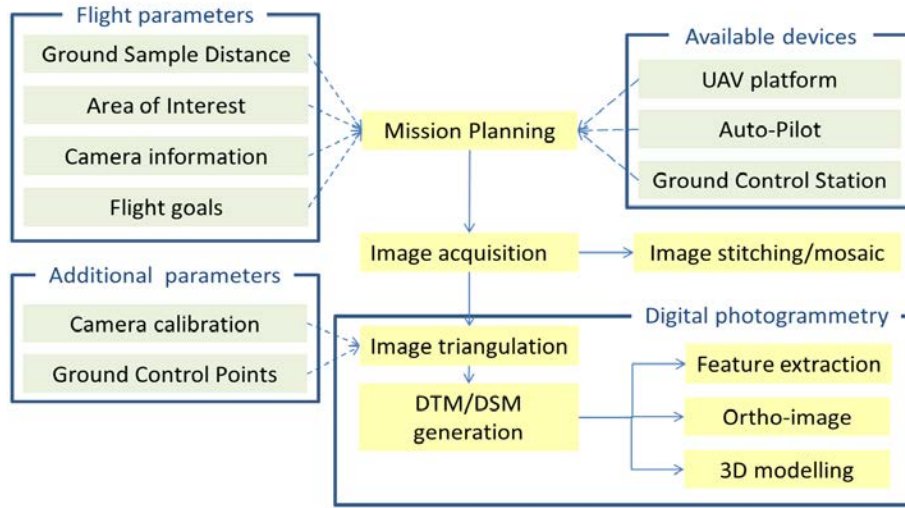 Flight parameters
Ground Sample Distance
Area of Interest
Camera information
Flight goals
Available devices
UAV platform
Auto-Pilot
Ground Control Station
Mission Planning
Image acquisition
Image stitching/mosaic
Additional parameters
Camera calibration
Ground Control Points
Digital photogrammetry
Image triangulation
DTM/DSM
generation
Feature extraction
Ortho-image
3D modelling